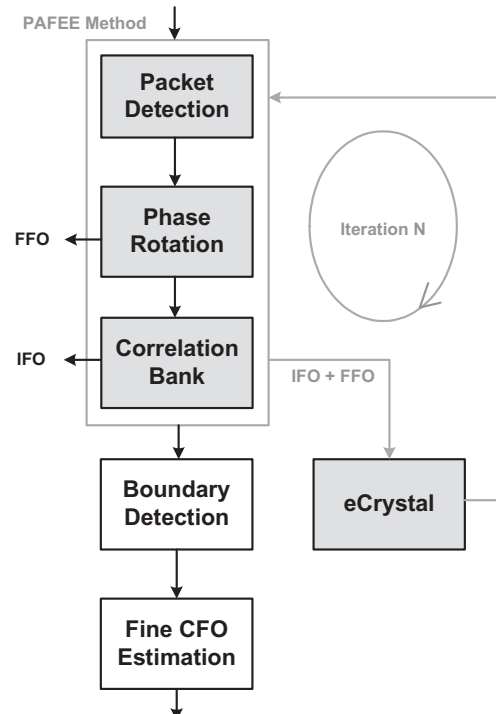 PAFEE Method
Packet
Detection
Phase
Rotation
FFO
Iteration N
Correlation
Bank
IFO
IFO + FFO
Boundary
Detection
eCrystal
Fine CFO
Estimation